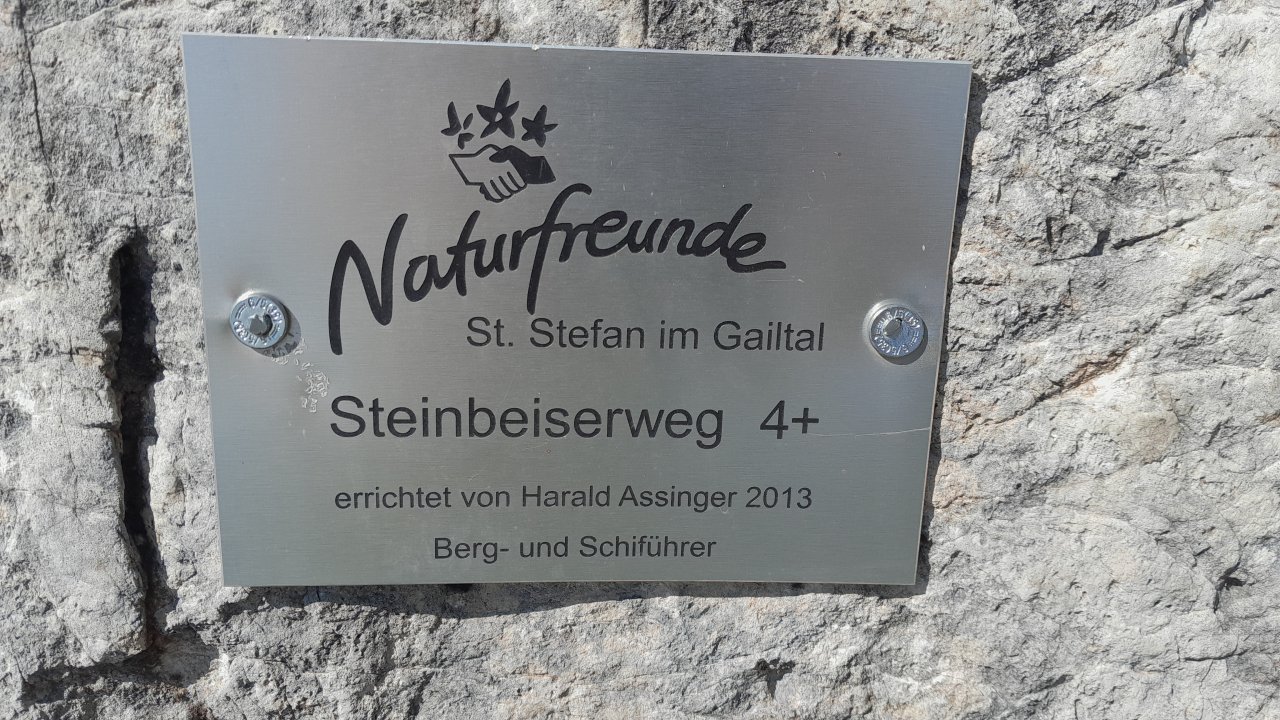 Naturfreunde
St. Stefan im Gailtal
Steinbeiserweg 4+
errichtet von Harald Assinger 2013
Berg- und Schiführer